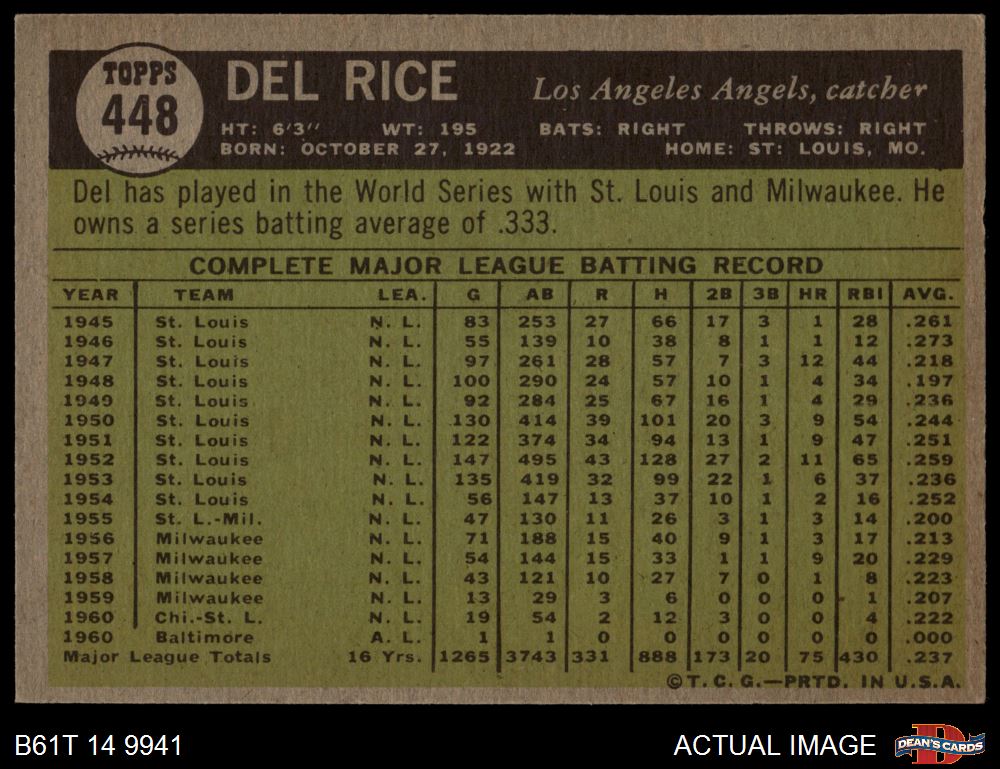 TOPPS
448
DEL RICE
Los Angeles Angels, catcher
HT: 6'3" WT: 195 BATS: RIGHT THROWS: RIGHT
BORN: OCTOBER 27, 1922 HOME: ST: LOUIS, MO.
Del has played in the World Series with St. Louis and Milwaukee. He
owns a series batting average of .333.
COMPLETE MAJOR LEAGUE BATTING RECORD
YEAR TEAM LEA. G AB R H 2B 3B HR RBI AVG.
1945 St. Louis N. L. 83 253 27 66 17 3 1 28 .261
1946 St. Louis N. L. 55 139 10 38 8 1 1 12 .273
1947 St. Louis N. L. 97 261 28 57 7 3 12 44 .218
1948 St. Louis N. L. 100 290 24 57 10 1 4 34 .197
1949 St. Louis N. L. 92 284 25 67 16 1 4 29 .236
1950 St. Louis N. L. 130 414 39 101 20 3 9 54 .244
1951 St. Louis N. L. 122 374 34 94 13 1 9 47 .251
1952 St. Louis N. L. 147 495 43 128 27 2 11 65 .259
1953 St. Louis N. L. 135 419 32 99 22 1 6 37 .236
1954 St. Louis N. L. 56 147 13 37 10 1 2 16 .252
1955 St. L.-Mil. N. L. 47 130 11 26 3 1 3 14 .200
1956 Milwaukee N. L. 71 188 15 40 9 1 3 17 .213
1957 Milwaukee N. L. 54 144 15 33 1 1 9 20 .229
1958 Milwaukee N. L. 43 121 10 27 7 0 1 8 .223
1959 Milwaukee N. L. 13 29 3 6 0 0 0 1 .207
1960 Chi.-St. L. N. L. 19 54 2 12 3 0 0 4 .222
1960 Baltimore A. L. 1 1 0 0 0 0 0 0 .000
Major League Totals 16 Yrs. 1265 3743 331 888 173 20 75 430 .237
©T. C. G.—PRTD. IN U.S.A.
B61T 14 9941 ACTUAL IMAGE
DEAN'S CARDS